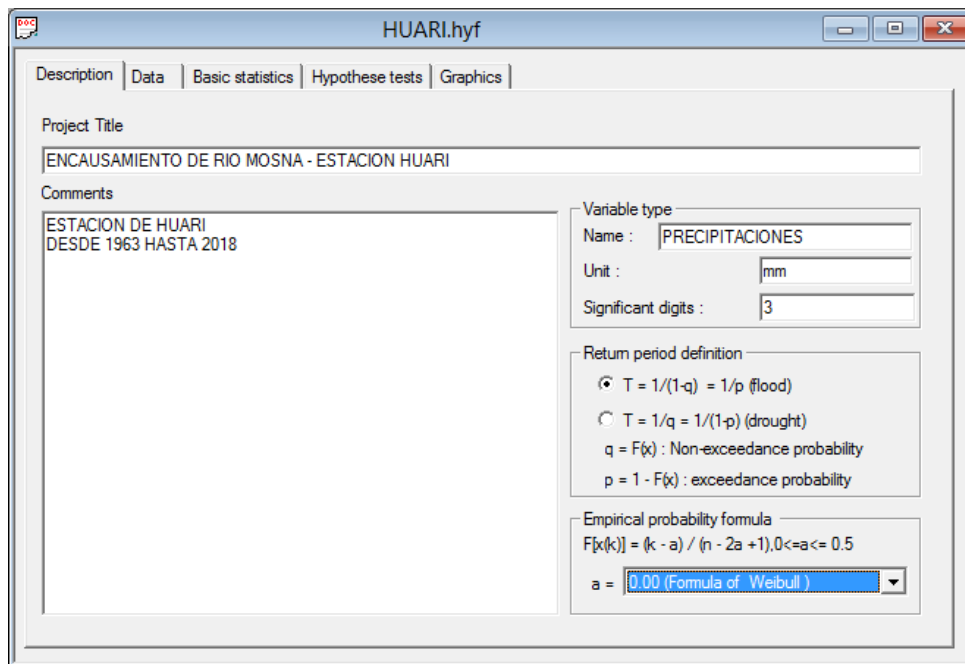 DOC
HUARI.hyf
Description Data Basic statistics Hypothese tests Graphics
Project Title
ENCAUSAMIENTO DE RIO MOSNA - ESTACION HUARI
Comments
ESTACION DE HUARI
DESDE 1963 HASTA 2018
Variable type
Name : PRECIPITACIONES
Unit : mm
Significant digits : 3
Return period definition
T = 1/(1-q) = 1/p (flood)
T = 1/q = 1/(1-p) (drought)
q = F(x) : Non-exceedance probability
p = 1 - F(x) : exceedance probability
Empirical probability formula
F[x(k)] = (k - a) / (n - 2a +1),0<=a<= 0.5
a = 0.00 (Formula of Weibull )